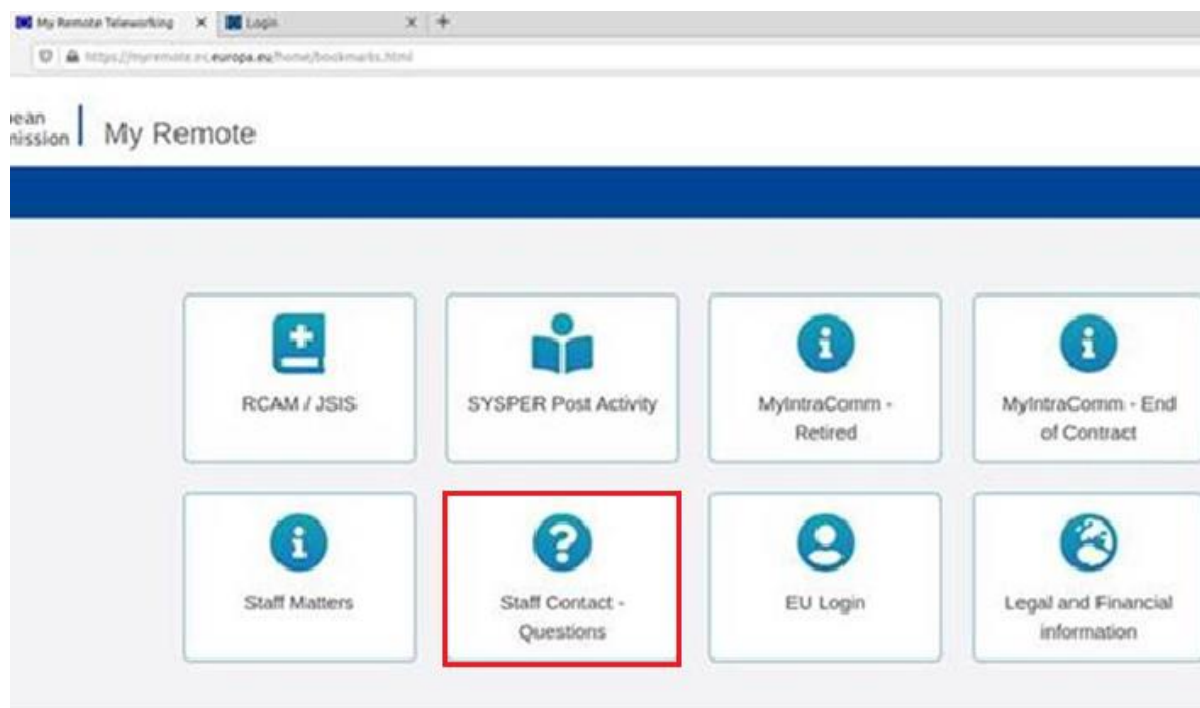 My Remote Teleworking
Login
https://myremote.ec.europa.eu/home/bookmarks.html
ean
mission
My Remote
RCAM / JSIS
SYSPER Post Activity
MyIntraComm -
Retired
MyIntraComm - End
of Contract
Staff Matters
Staff Contact -
Questions
EU Login
Legal and Financial
information